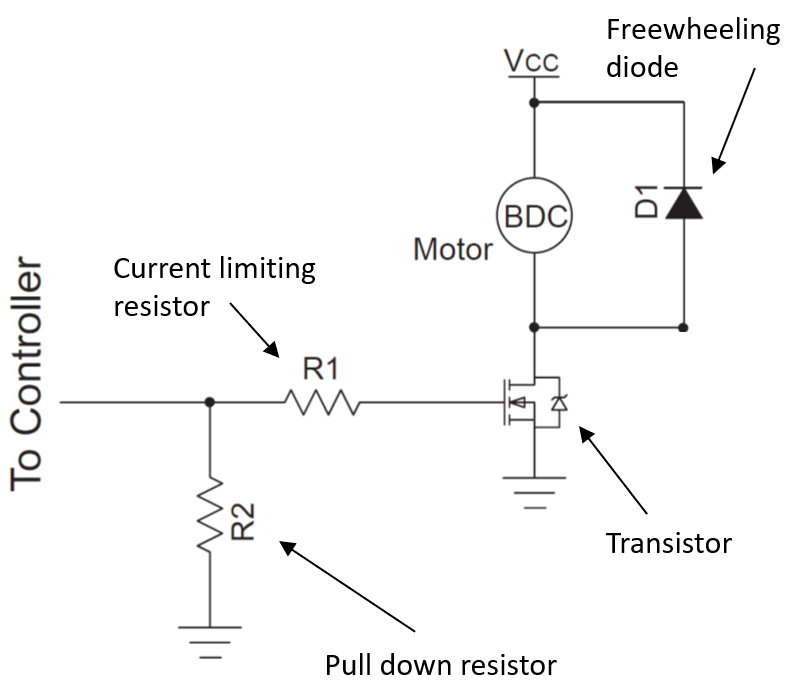 Freewheeling
diode
Vcc
D1
BDC
Motor
Current limiting
resistor
To Controller
R1
R2
Transistor
Pull down resistor